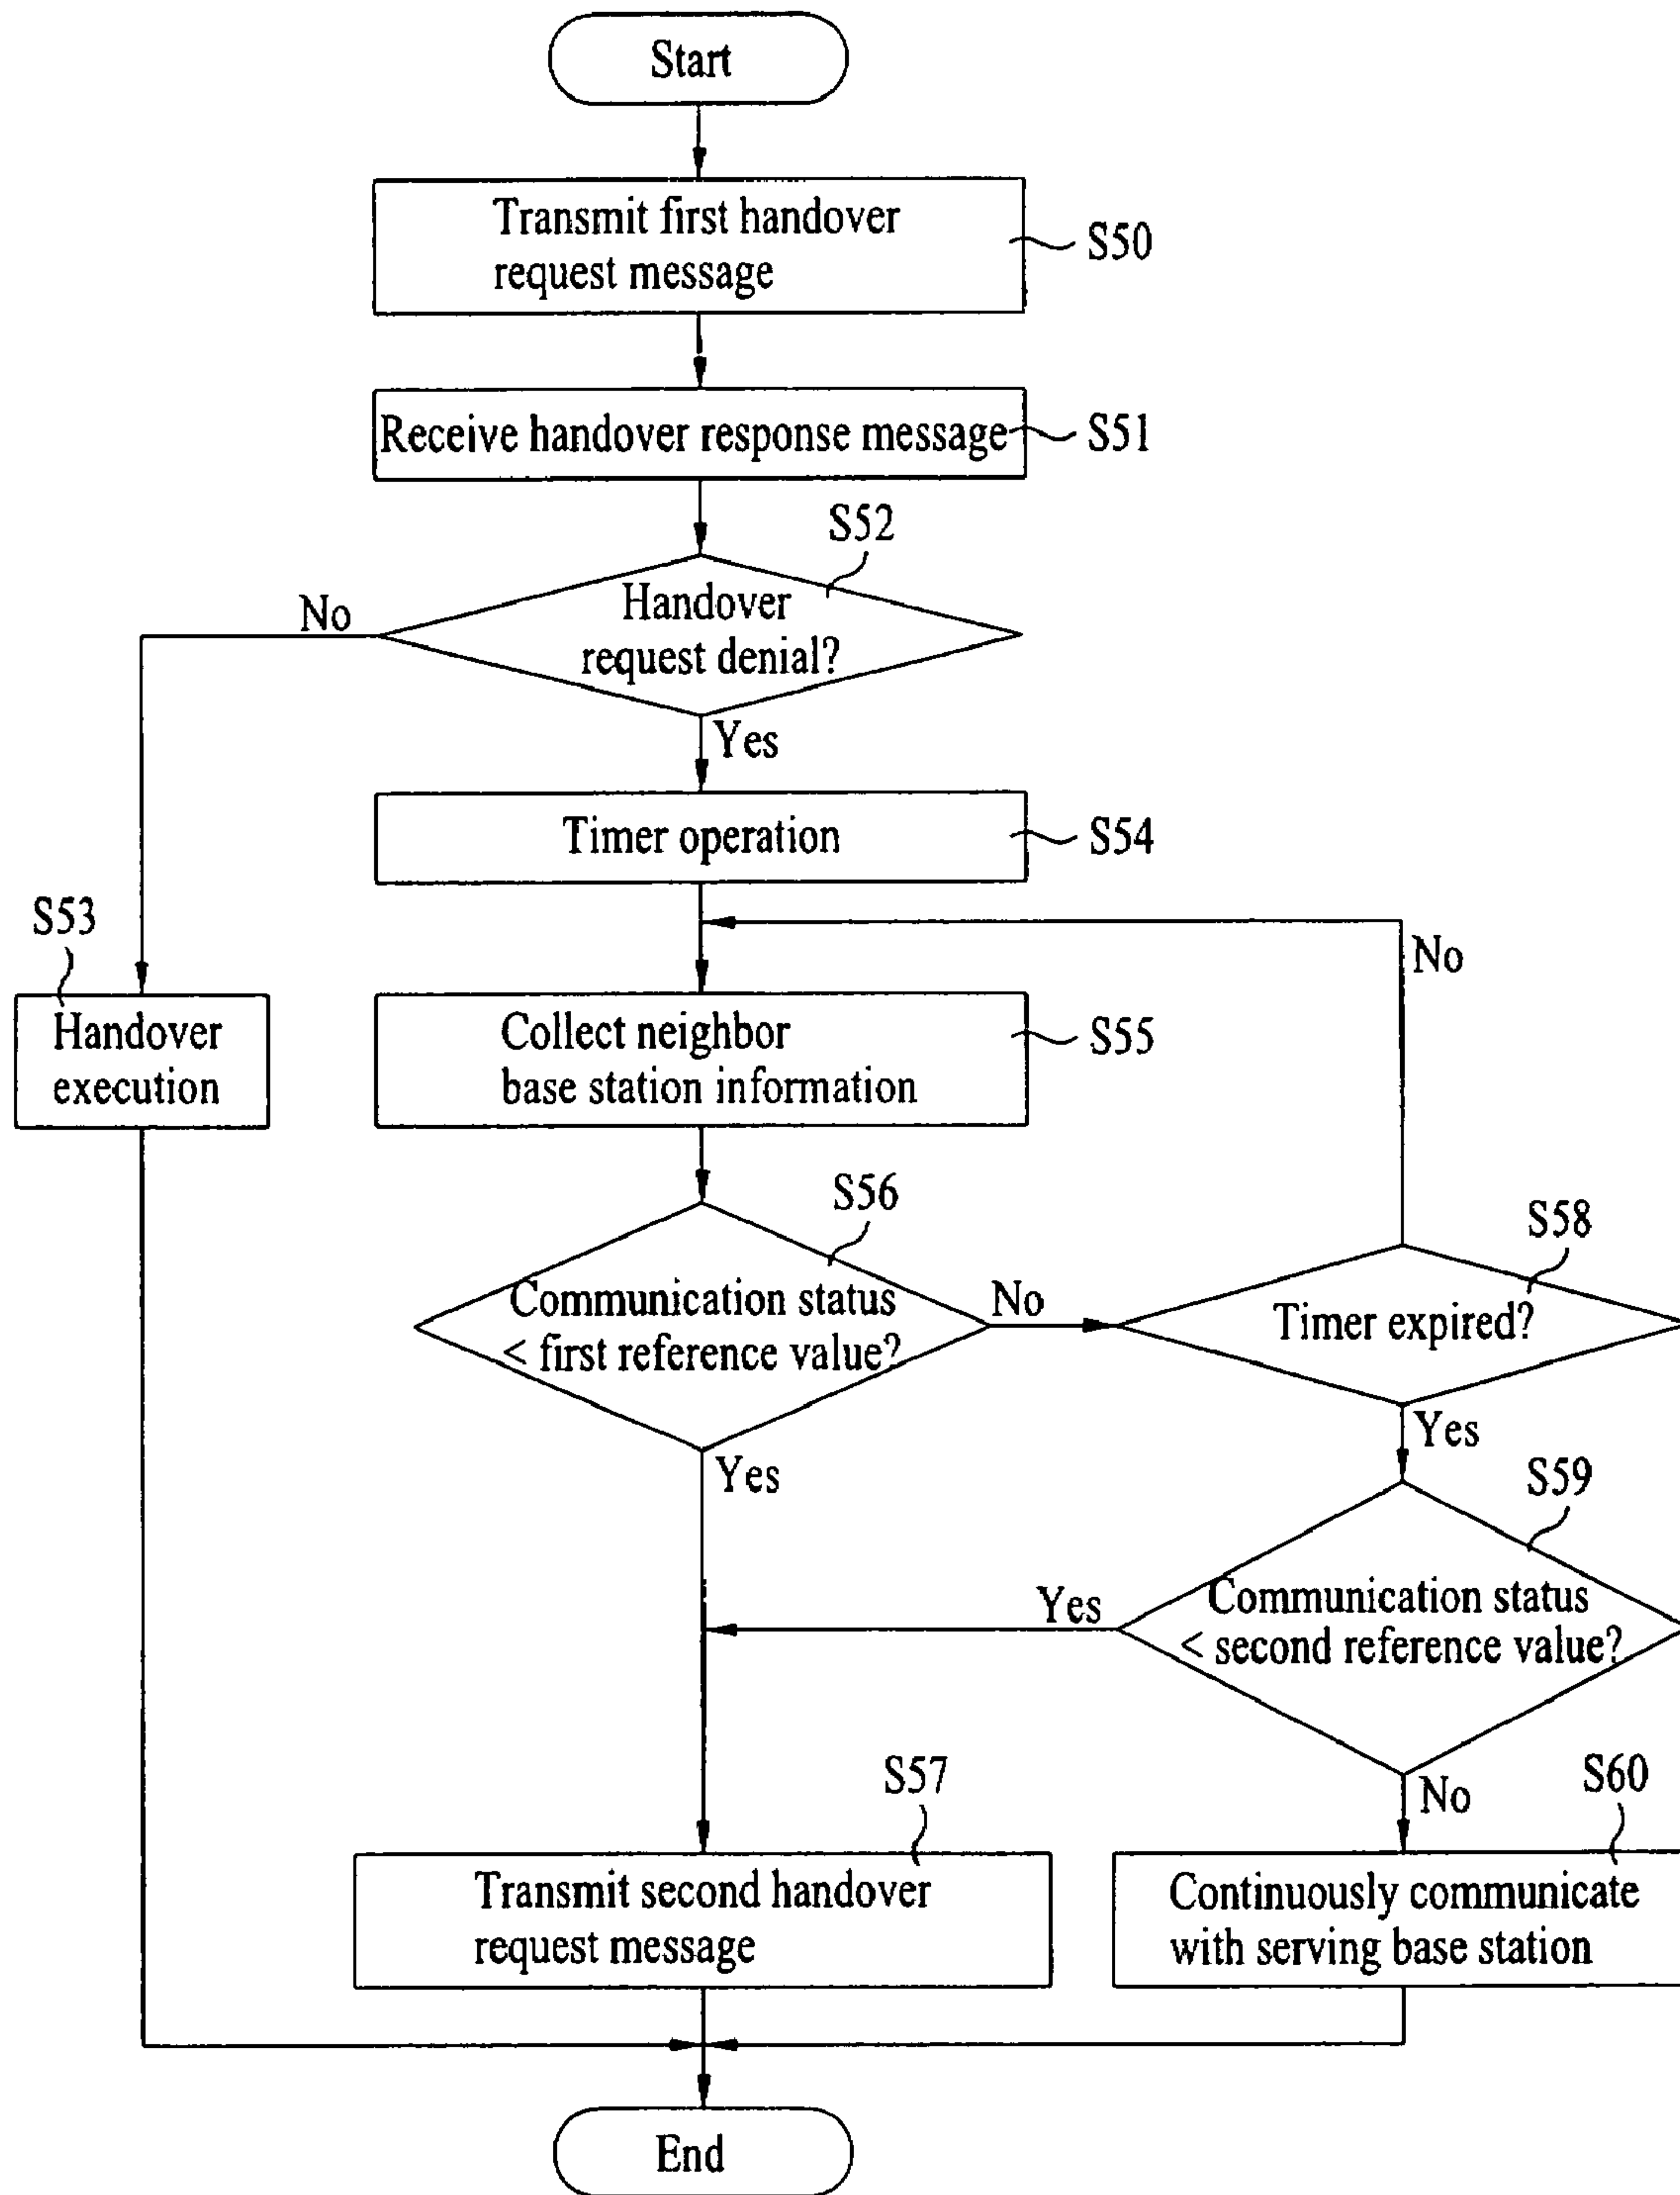 Start
Transmit first handover
request message
S50
Receive handover response message
S51
S52
Handover
request denial?
No
Yes
Timer operation
S54
S53
Handover
execution
No
Collect neighbor
base station information
S55
S56
Communication status
< first reference value?
No
S58
Timer expired?
Yes
Yes
S59
Communication status
< second reference value?
Yes
No
S57
Transmit second handover
request message
S60
Continuously communicate
with serving base station
End